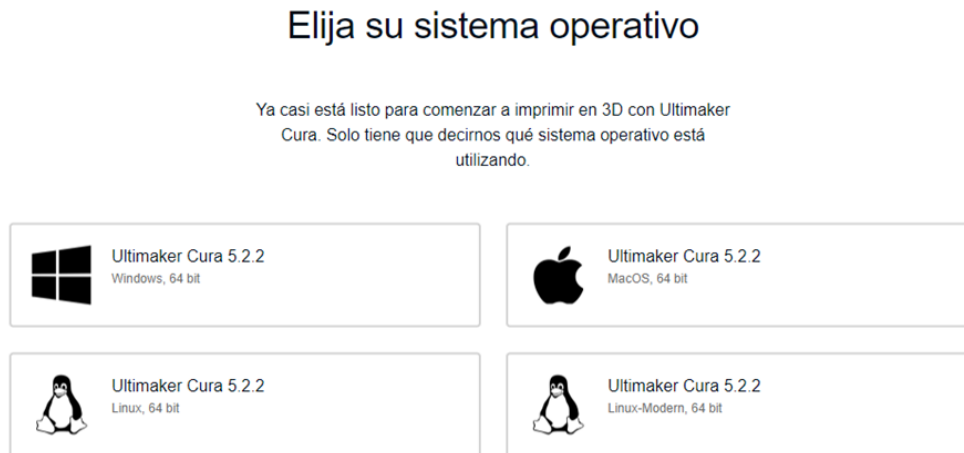 Elija su sistema operativo
Ya casi está listo para comenzar a imprimir en 3D con Ultimaker
Cura. Solo tiene que decirnos qué sistema operativo está
utilizando.
Ultimaker Cura 5.2.2
Windows, 64 bit
Ultimaker Cura 5.2.2
MacOS, 64 bit
Ultimaker Cura 5.2.2
Linux, 64 bit
Ultimaker Cura 5.2.2
Linux-Modern, 64 bit